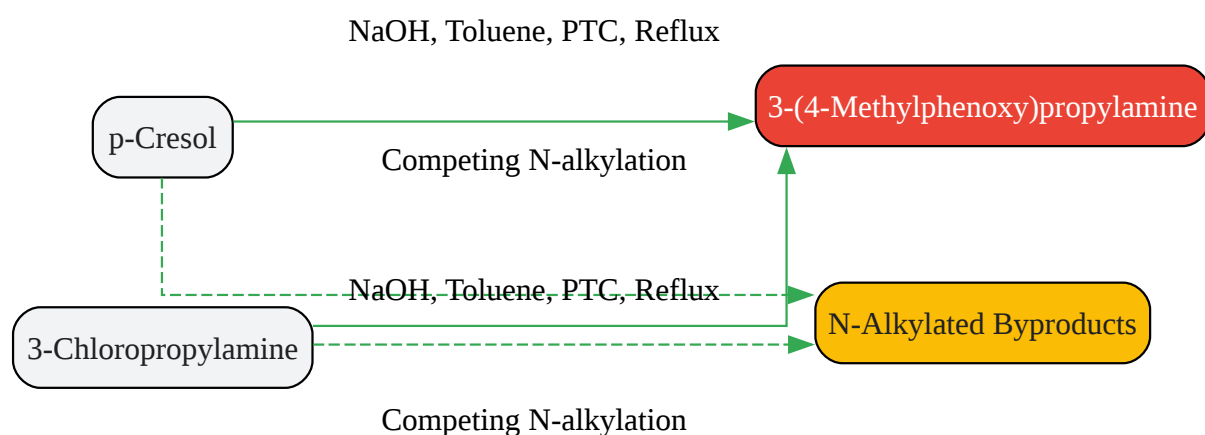 NaOH, Toluene, PTC, Reflux
3-(4-Methylphenoxy)propylamine
p-Cresol
Competing N-alkylation
NaOH, Toluene, PTC, Reflux
N-Alkylated Byproducts
3-Chloropropylamine
Competing N-alkylation